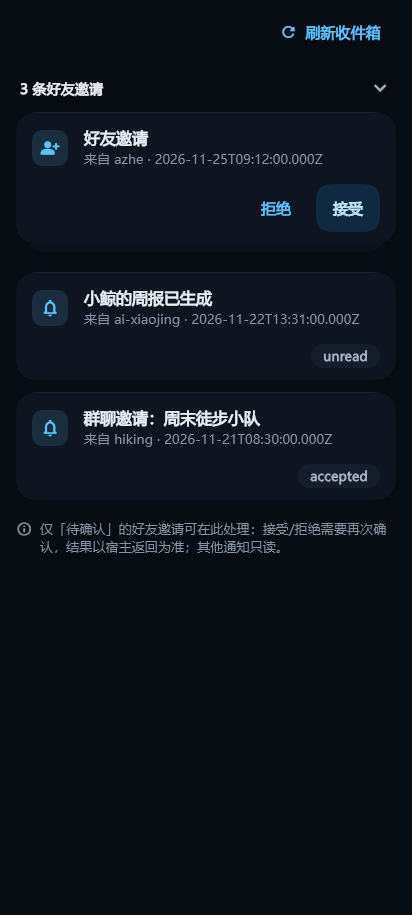 刷新收件箱
3 条好友邀请
好友邀请
来自 azhe · 2026-11-25T09:12:00.000Z
拒绝
接受
小鲸的周报已生成
来自 ai-xiaojing · 2026-11-22T13:31:00.000Z
unread
群聊邀请：周末徒步小队
来自 hiking · 2026-11-21T08:30:00.000Z
accepted
仅「待确认」的好友邀请可在此处理：接受/拒绝需要再次确
认，结果以宿主返回为准；其他通知只读。